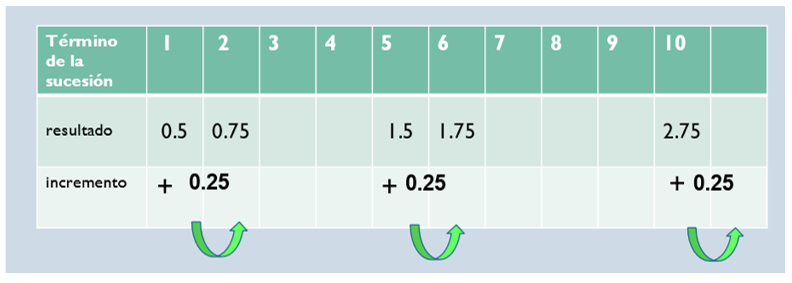 Término
de la
sucesión
1 2 3 4 5 6 7 8 9 10
resultado 0.5 0.75 1.5 1.75 2.75
incremento + 0.25 + 0.25 + 0.25